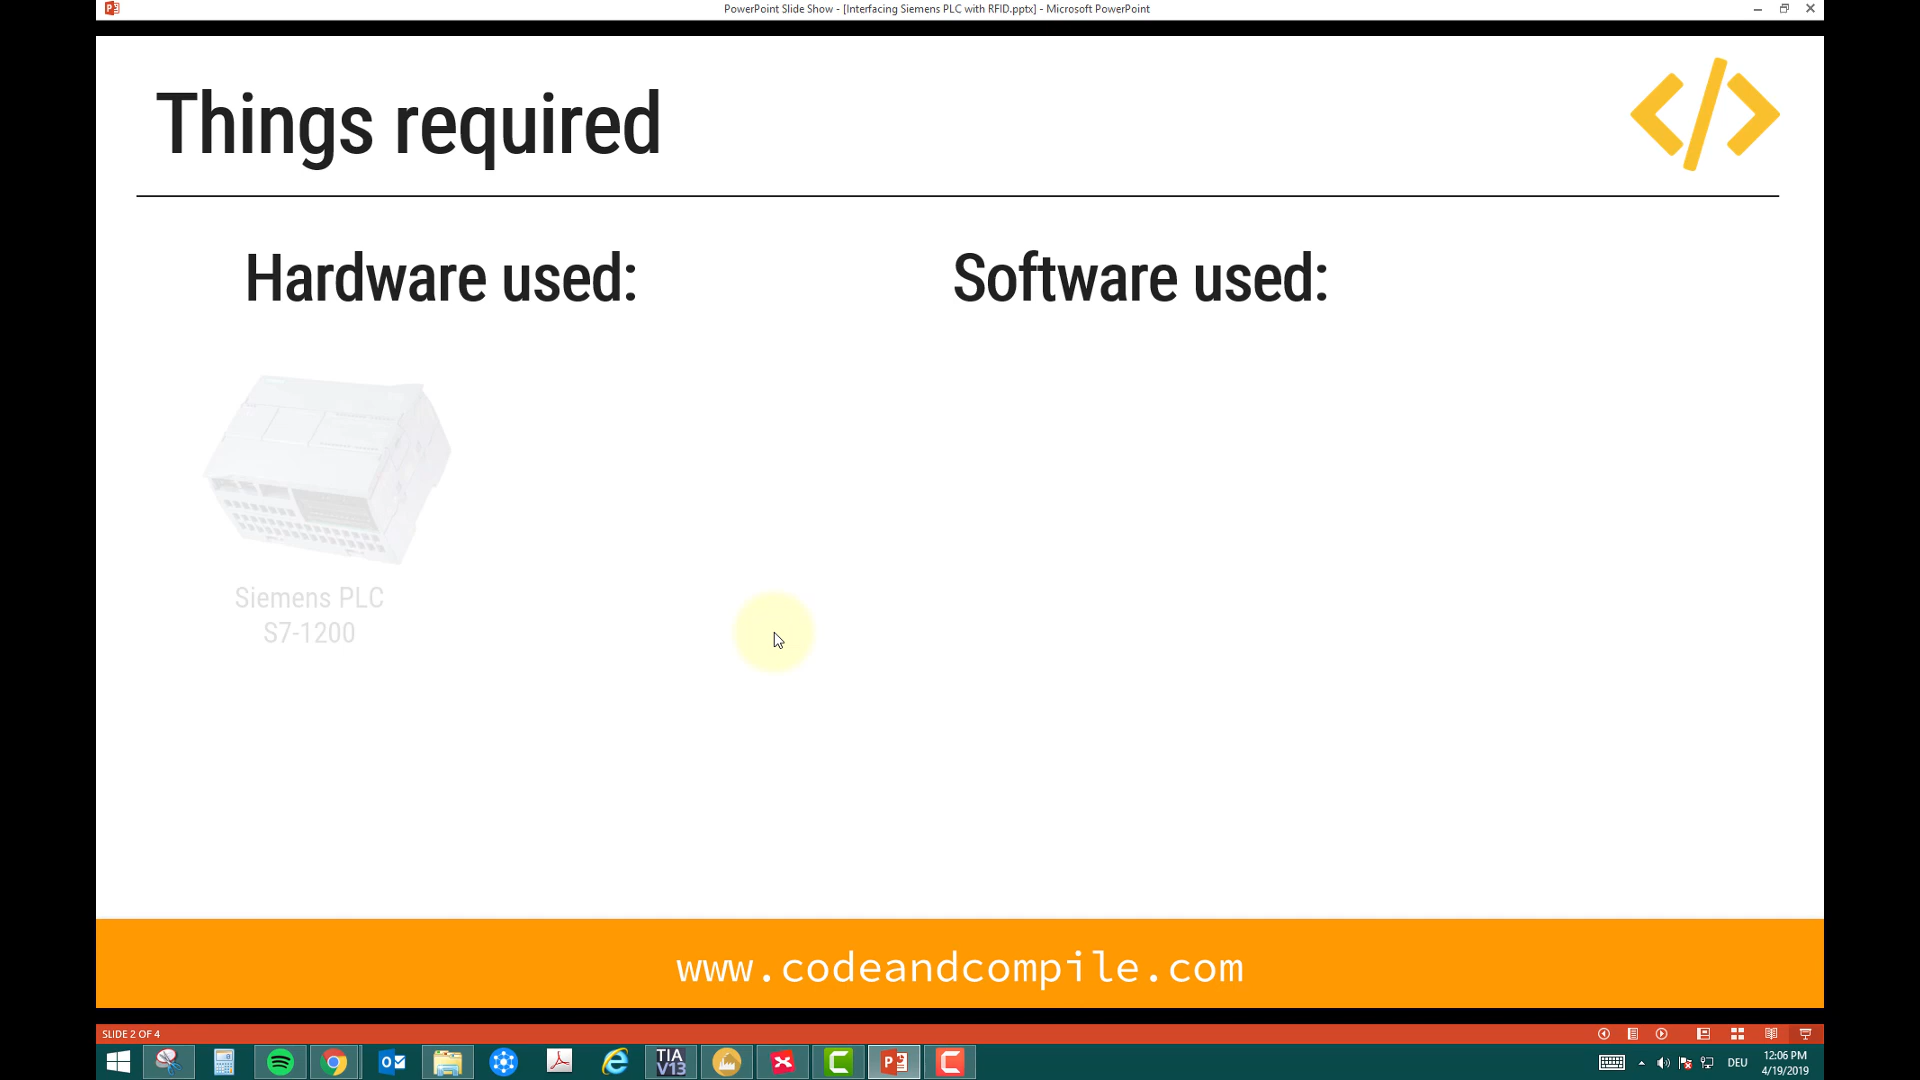 PowerPoint Slide Show - [Interfacing Siemens PLC with RFID.pptx] - Microsoft PowerPoint
Things required
Hardware used:
Software used:
Siemens PLC
S7-1200
www.codeandcompile.com
SLIDE 2 OF 4
TIA
V13
DEU
12:06 PM
4/19/2019